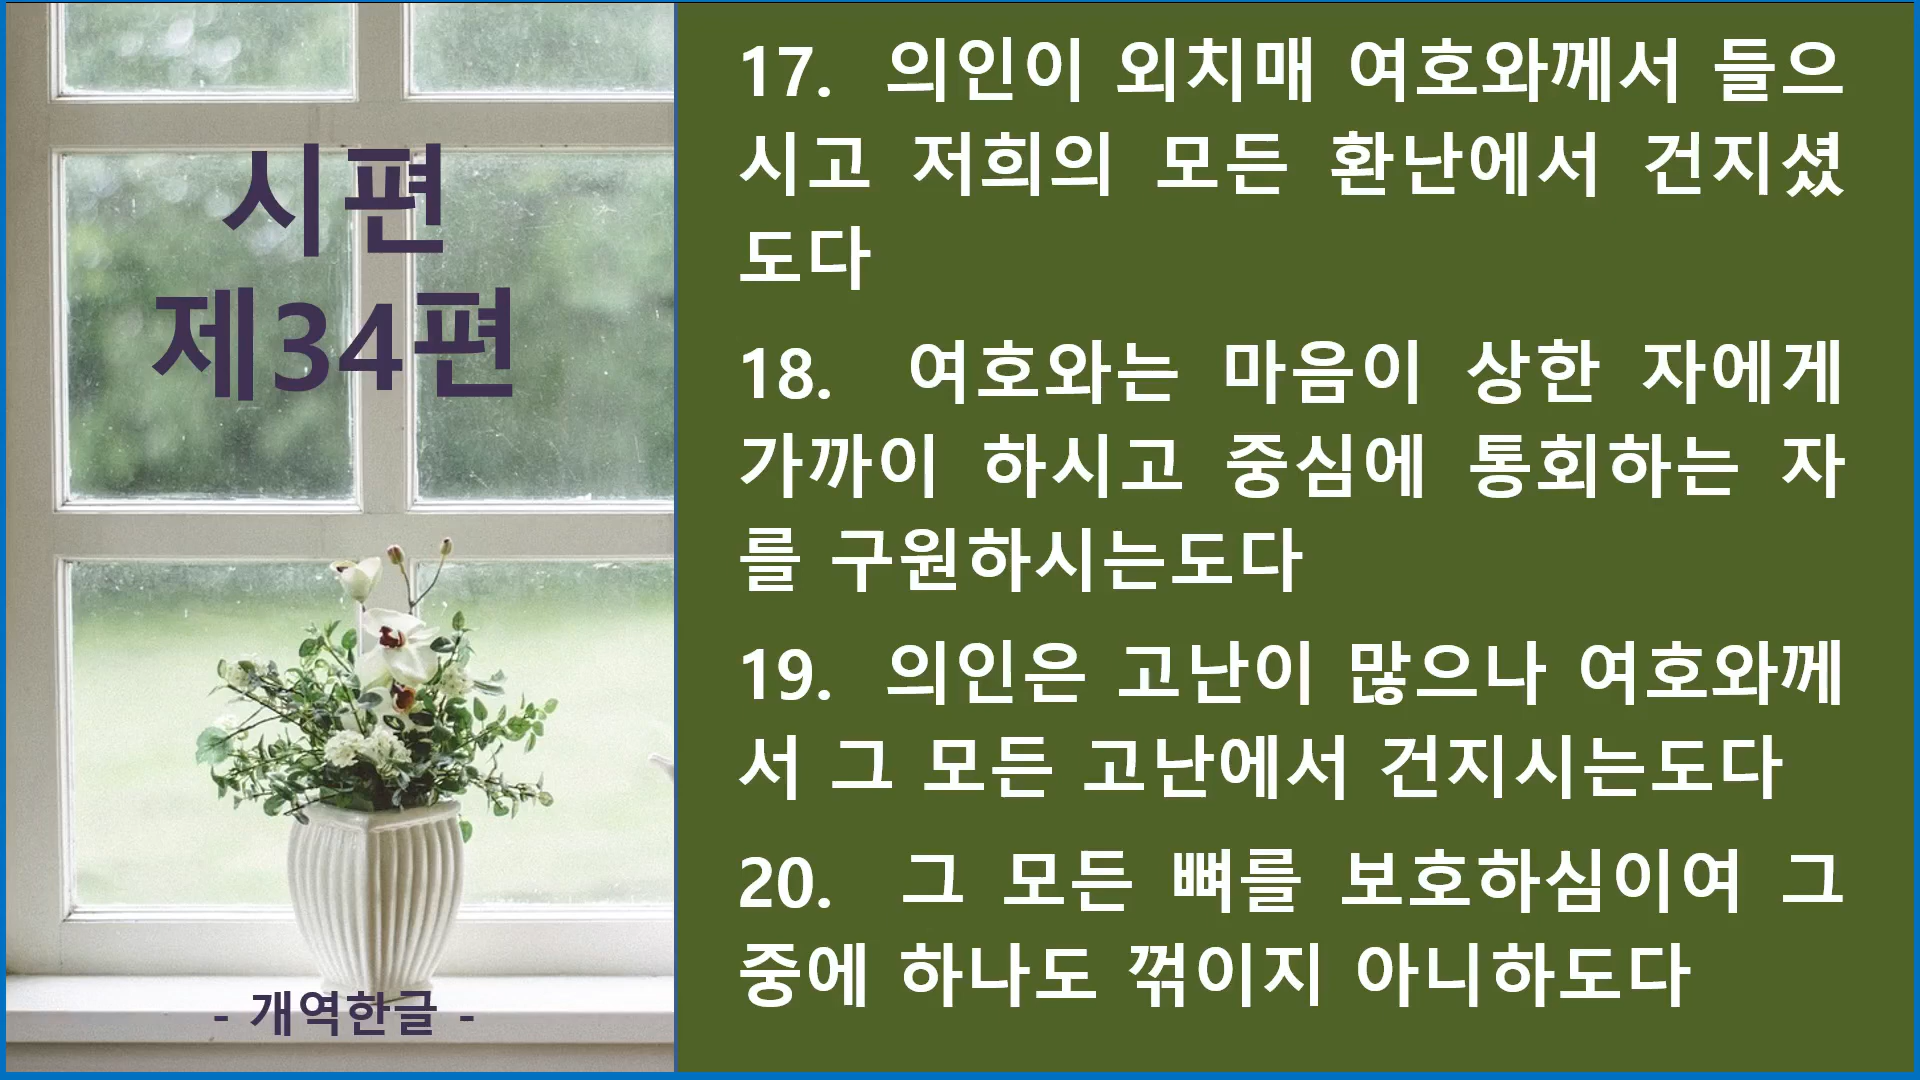 시편
제34편
- 개역한글 -
17. 의인이 외치매 여호와께서 들으
시고 저희의 모든 환난에서 건지셨
도다
18. 여호와는 마음이 상한 자에게
가까이 하시고 중심에 통회하는 자
를 구원하시는도다
19. 의인은 고난이 많으나 여호와께
서 그 모든 고난에서 건지시는도다
20. 그 모든 뼈를 보호하심이여 그
중에 하나도 꺾이지 아니하도다